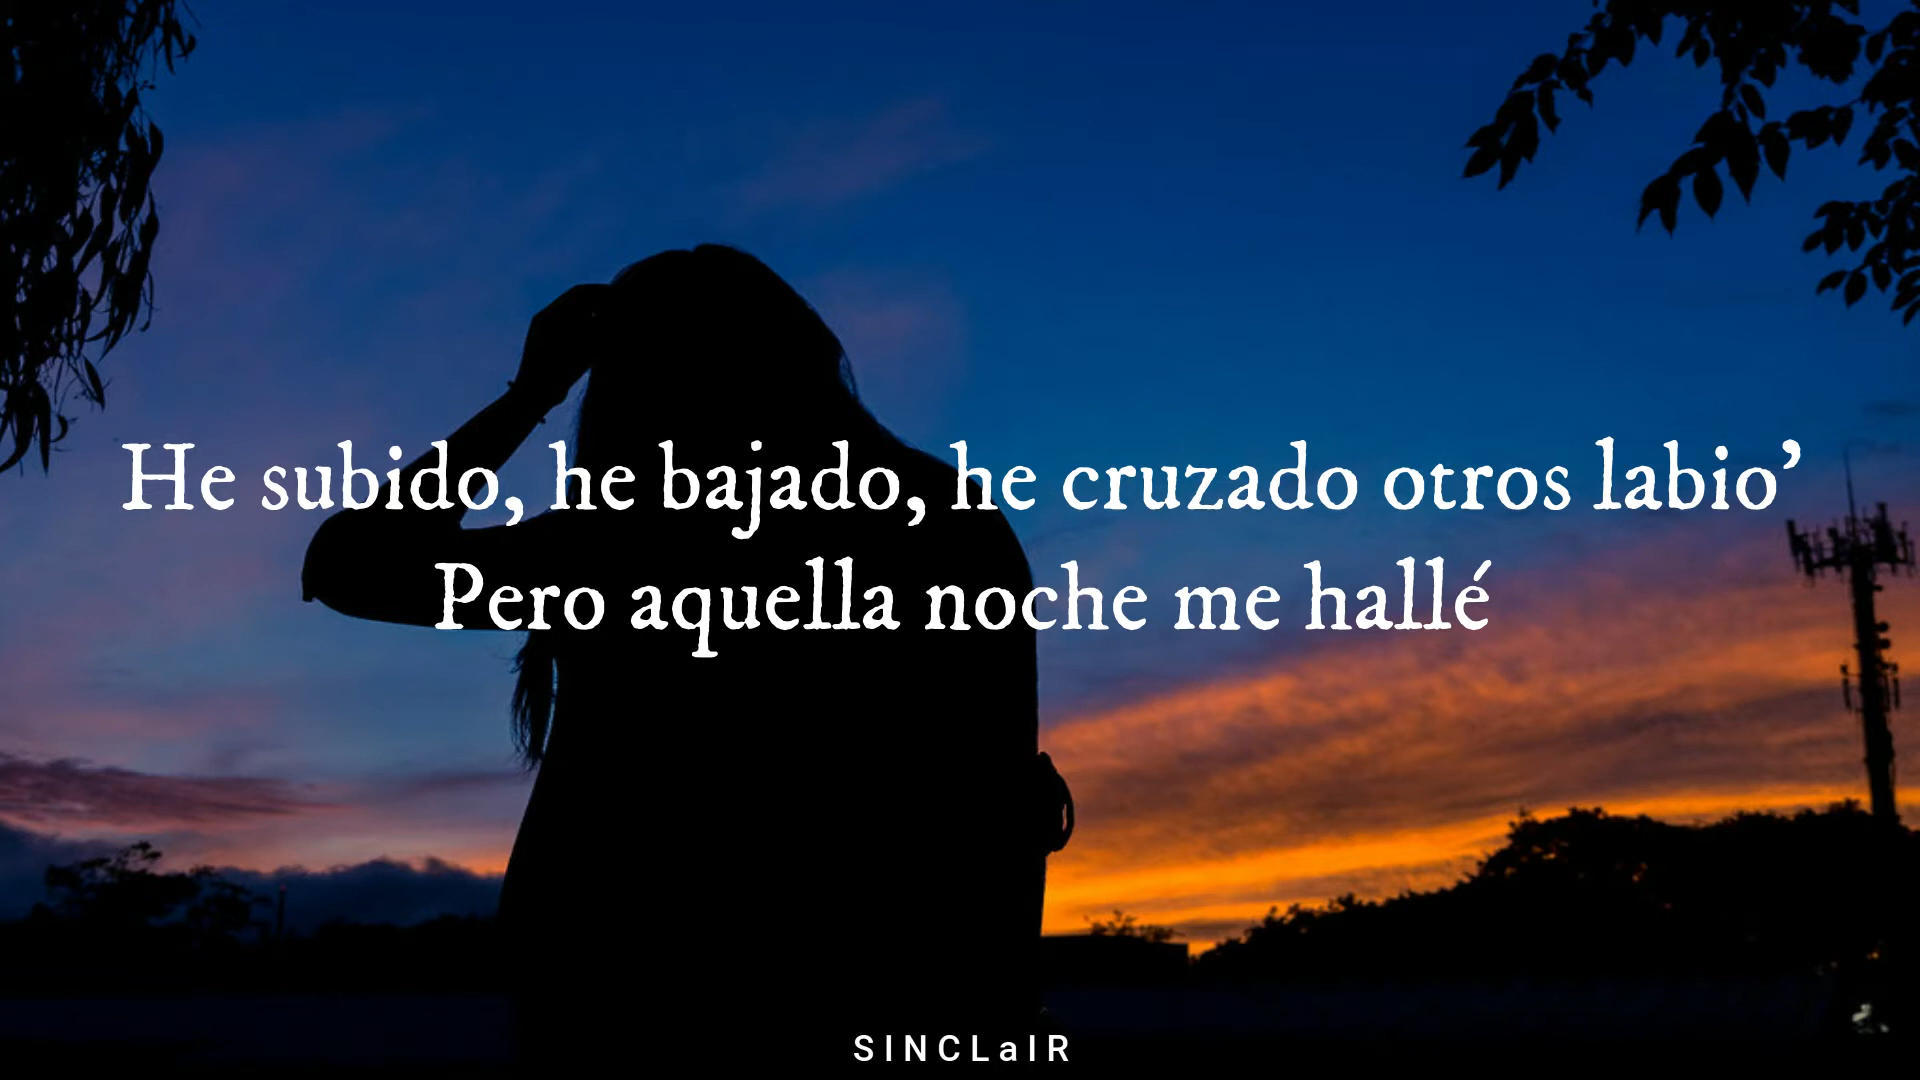 He subido, he bajado, he cruzado otros labio’
Pero aquella noche me hallé
SINCLaIR